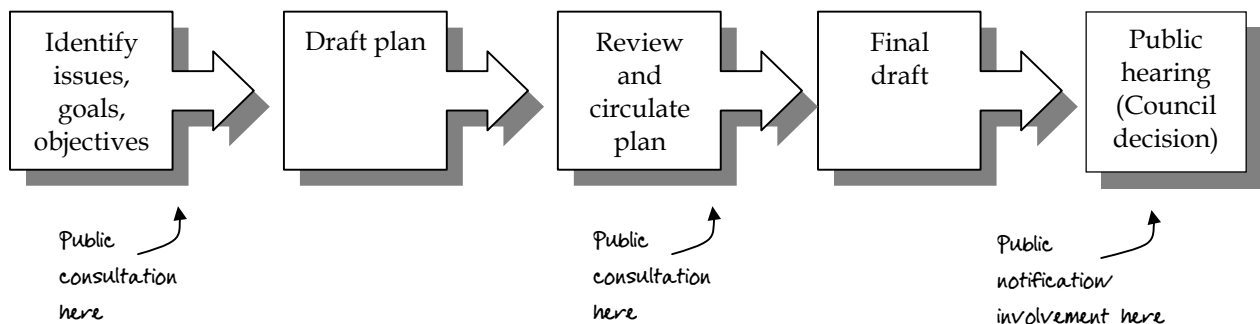 Identify
issues,
goals,
objectives
Draft plan
Review
and
circulate
plan
Final
draft
Public
hearing
(Council
decision)
Public
consultation
here
Public
consultation
here
Public
notification/
involvement here